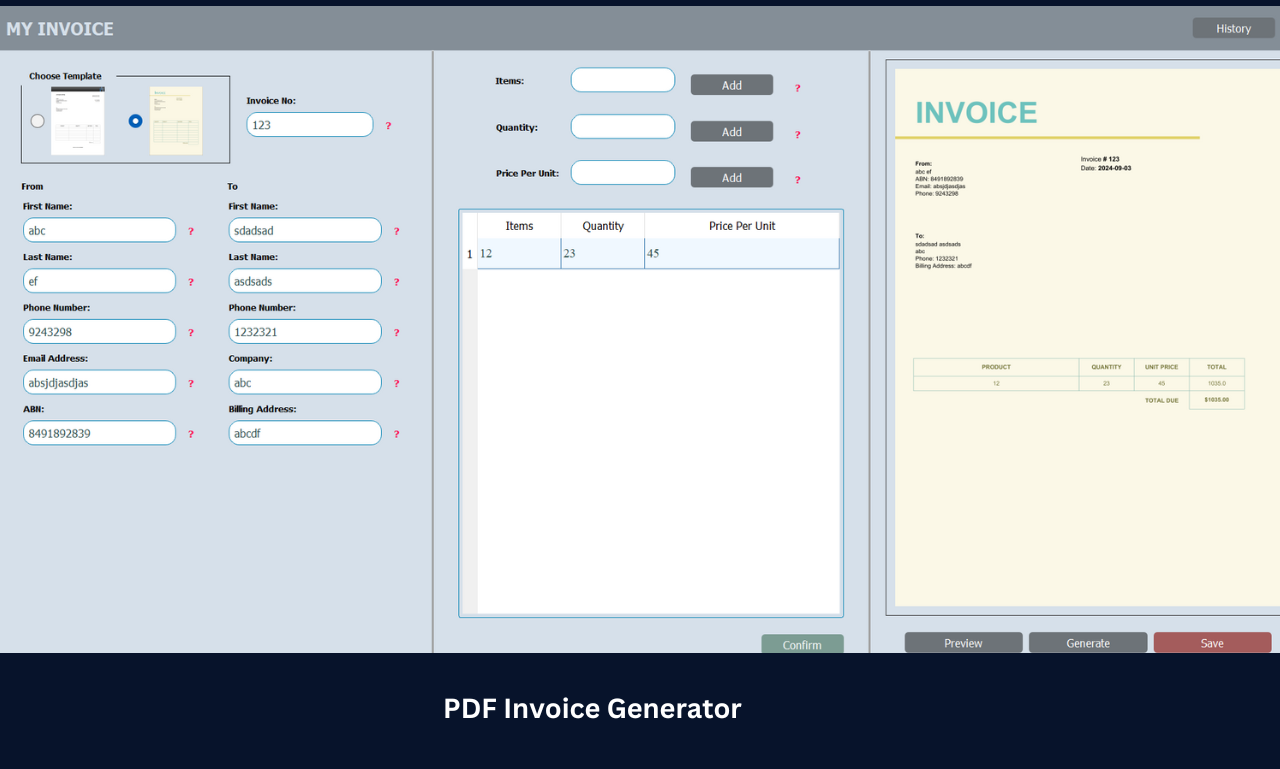 MY INVOICE
History
Choose Template
Invoice No:
123
?
From
To
First Name:
First Name:
abc
?
sdadsad
?
Last Name:
Last Name:
ef
?
asdsads
?
Phone Number:
Phone Number:
9243298
?
1232321
?
Email Address:
Company:
absjdjasdjas
?
abc
?
ABN:
Billing Address:
8491892839
?
abcdf
?
Items:
Add
?
Quantity:
Add
?
Price Per Unit:
Add
?
Items Quantity Price Per Unit
1 12 23 45
Confirm
INVOICE
Invoice # 123
Date: 2024-09-03
From:
abc ef
ABN: 8491892839
Email: absjdjasdjas
Phone: 9243298
To:
sdadsad asdsads
abc
Phone: 1232321
Billing Address: abcdf
PRODUCT QUANTITY UNIT PRICE TOTAL
12 23 45 1035.0
TOTAL DUE $1035.00
Preview
Generate
Save
PDF Invoice Generator